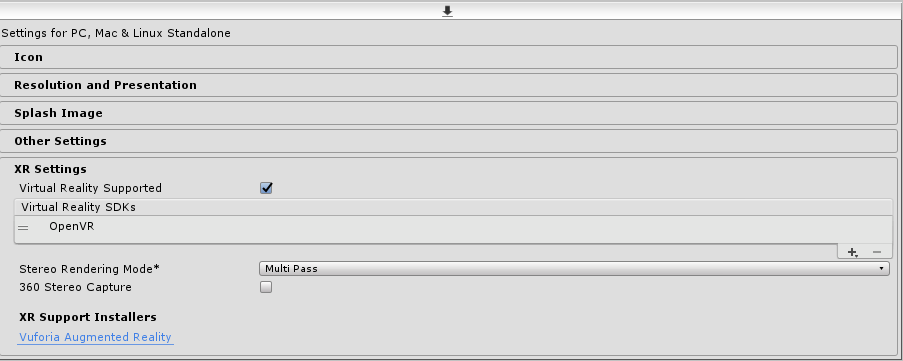 Settings for PC, Mac & Linux Standalone
Icon
Resolution and Presentation
Splash Image
Other Settings
XR Settings
Virtual Reality Supported
Virtual Reality SDKs
OpenVR
Stereo Rendering Mode* Multi Pass
360 Stereo Capture
XR Support Installers
Vuforia Augmented Reality